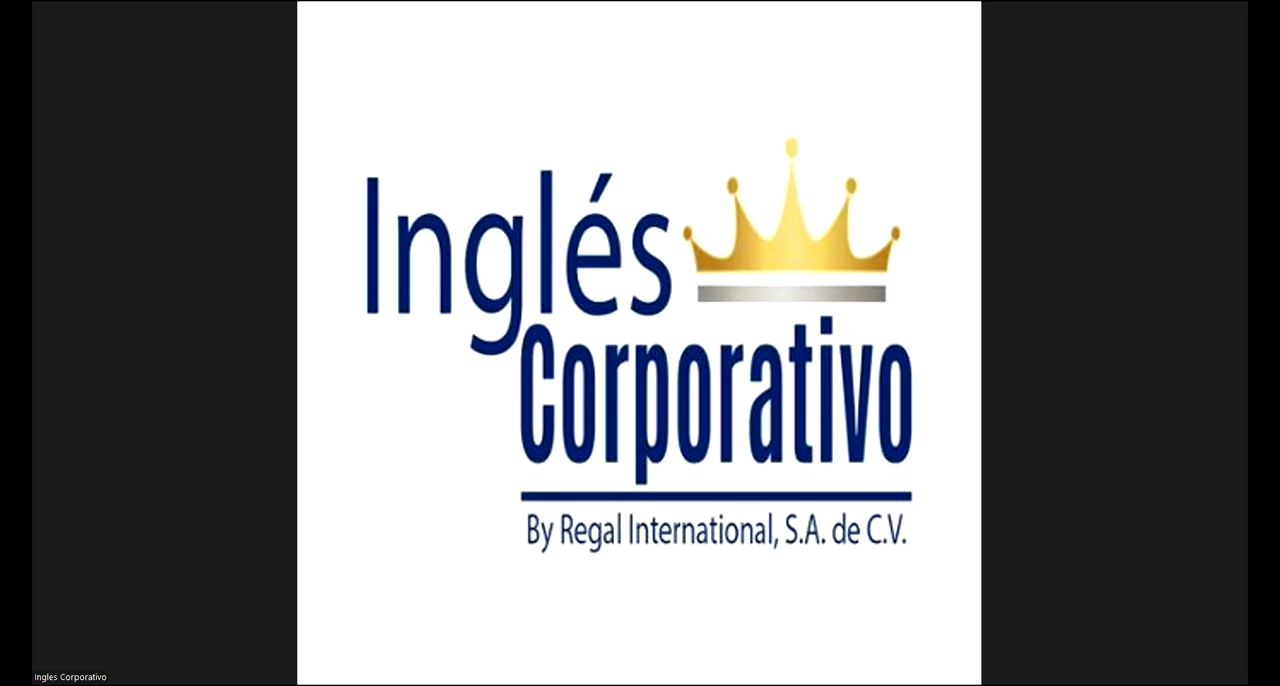 Inglés
Corporativo
By Regal International, S.A. de C.V.
Ingles Corporativo